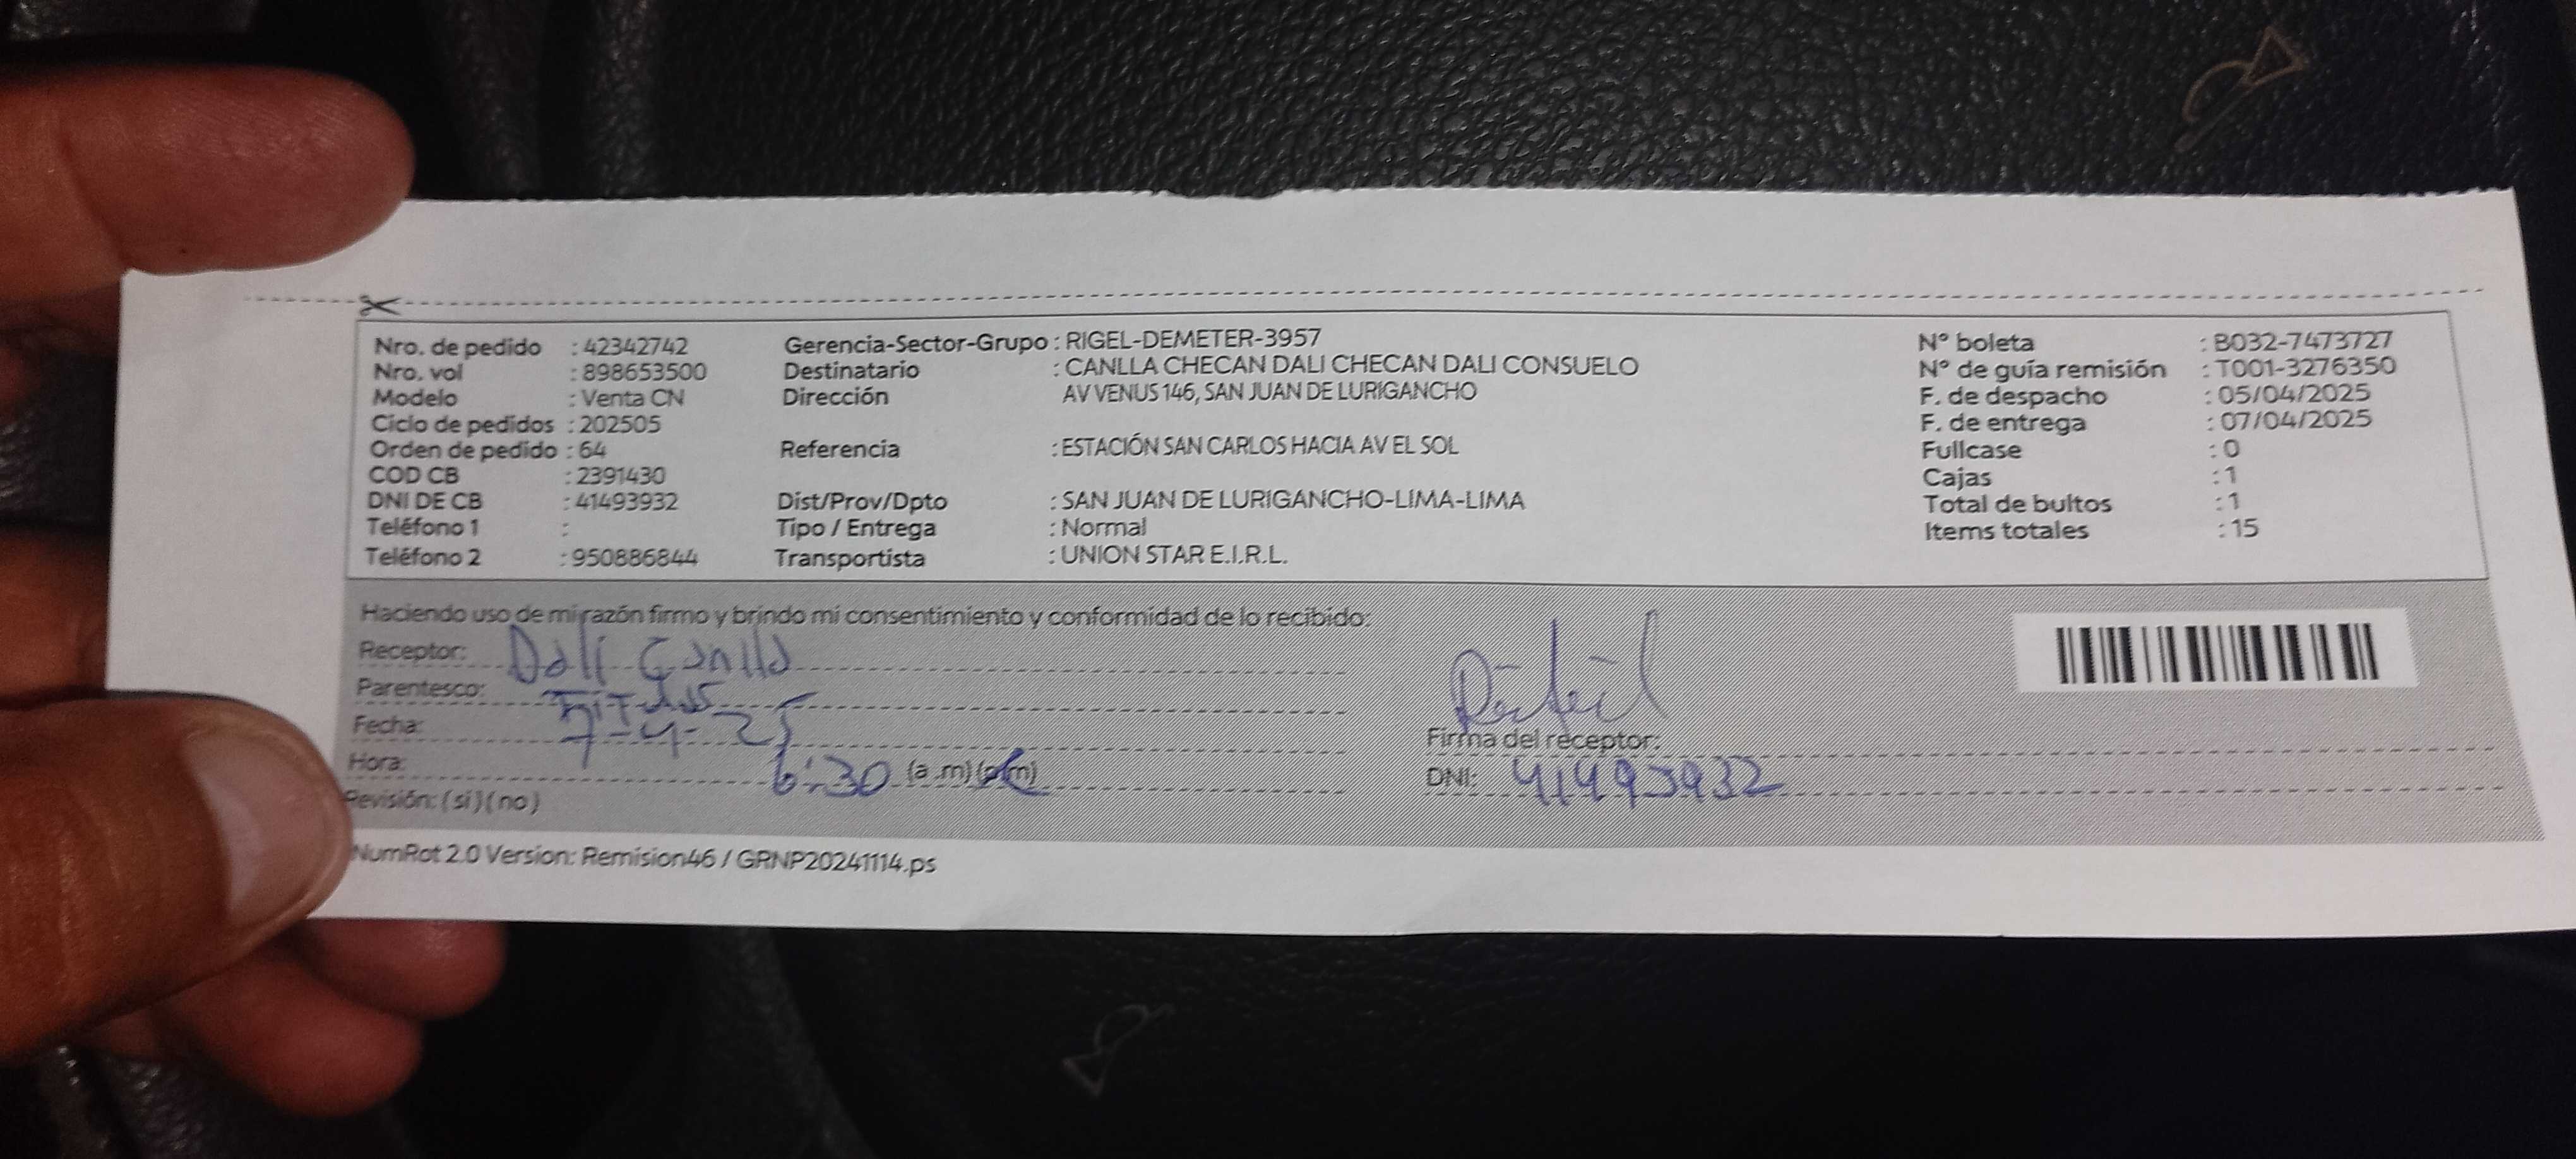 Nro. de pedido : 42342742
Nro. vol : 898653500
Modelo : Venta CN
Ciclo de pedidos : 202505
Orden de pedido : 64
COD CB : 2391430
DNI DE CB : 41493932
Teléfono 1 :
Teléfono 2 : 950886844
Gerencia-Sector-Grupo : RIGEL-DEMETER-3957
Destinatario : CANLLA CHECAN DALI CHECAN DALI CONSUELO
Dirección AV VENUS 146, SAN JUAN DE LURIGANCHO
Referencia : ESTACIÓN SAN CARLOS HACIA AV EL SOL
Dist/Prov/Dpto : SAN JUAN DE LURIGANCHO-LIMA-LIMA
Tipo / Entrega : Normal
Transportista : UNION STAR E.I.R.L.
N° boleta : B032-7473727
N° de guía remisión : T001-3276350
F. de despacho : 05/04/2025
F. de entrega : 07/04/2025
Fullcase : 0
Cajas : 1
Total de bultos : 1
Items totales : 15
Haciendo uso de mi razón firmo y brindo mi consentimiento y conformidad de lo recibido:
Receptor: Dali Canlla
Parentesco: Titular
Fecha: 7-4-25
Hora: 6:30 (a .m) (p.m)
Revisión: ( si ) ( no )
Firma del receptor:
DNI: 41493932
NumRot 2.0 Version: Remision46 / GRNP20241114.ps